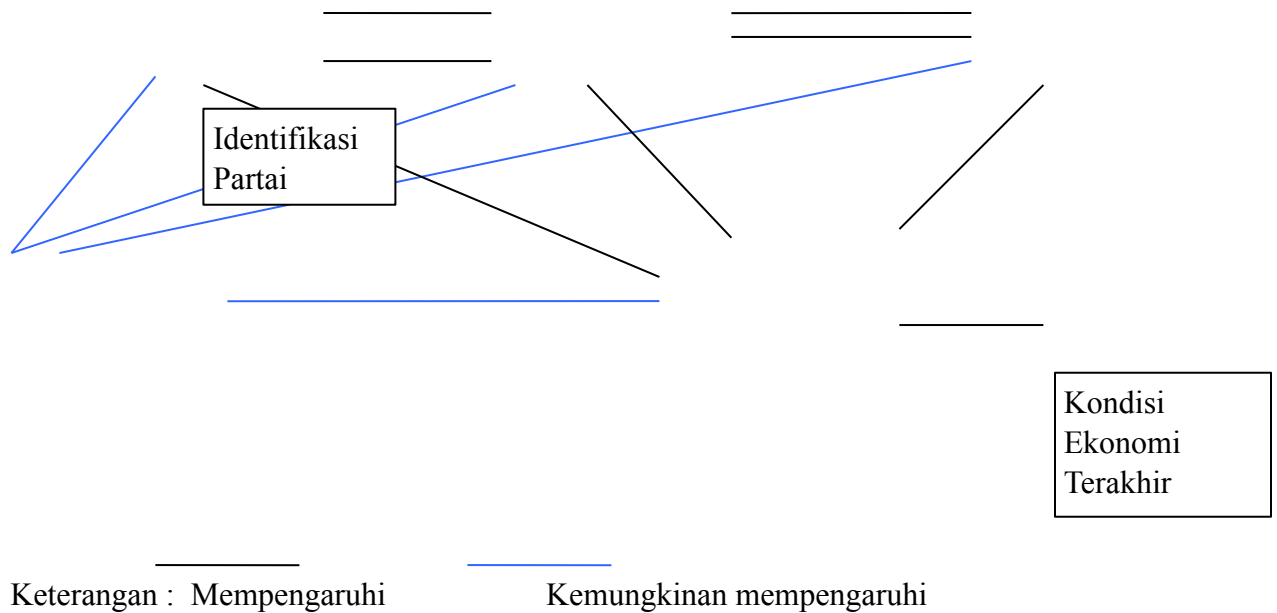 Identifikasi
Partai
Kondisi
Ekonomi
Terakhir
Keterangan : Mempengaruhi Kemungkinan mempengaruhi